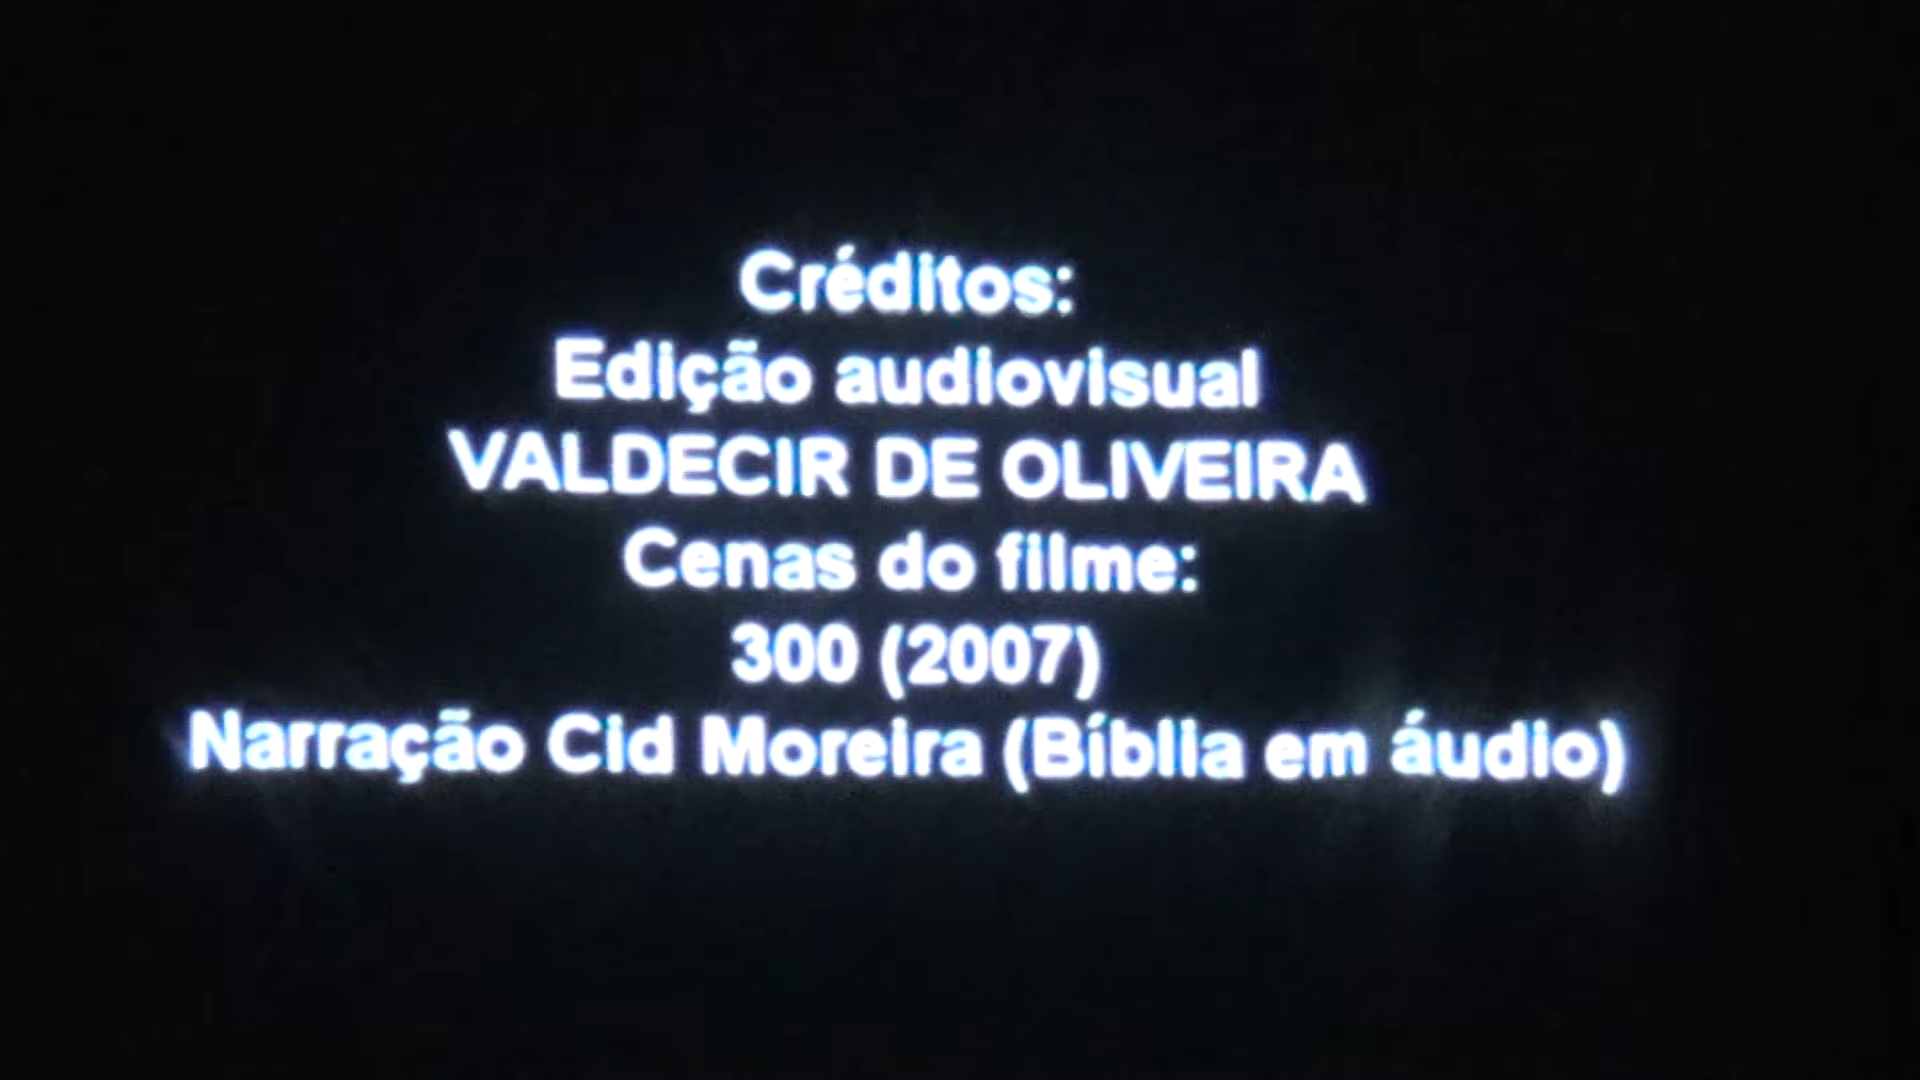 Créditos:
Edição audiovisual
VALDECIR DE OLIVEIRA
Cenas do filme:
300 (2007)
Narração Cid Moreira (Bíblia em áudio)